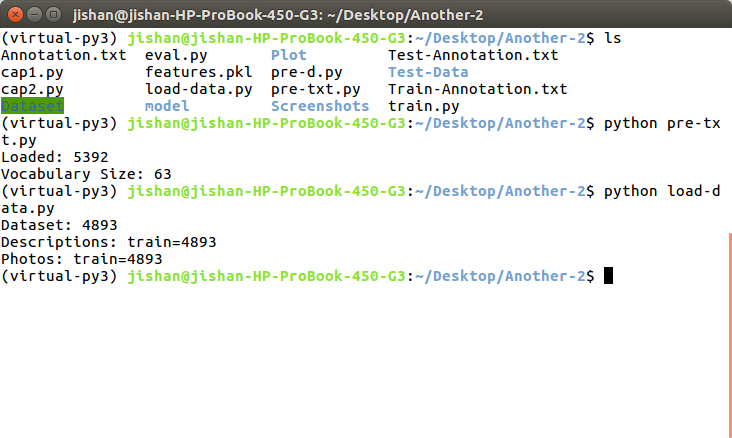 jishan@jishan-HP-ProBook-450-G3: ~/Desktop/Another-2
(virtual-py3) jishan@jishan-HP-ProBook-450-G3:~/Desktop/Another-2$ ls
Annotation.txt  eval.py       Plot         Test-Annotation.txt
cap1.py         features.pkl  pre-d.py     Test-Data
cap2.py         load-data.py  pre-txt.py   Train-Annotation.txt
Dataset         model         Screenshots  train.py
(virtual-py3) jishan@jishan-HP-ProBook-450-G3:~/Desktop/Another-2$ python pre-tx
t.py
Loaded: 5392
Vocabulary Size: 63
(virtual-py3) jishan@jishan-HP-ProBook-450-G3:~/Desktop/Another-2$ python load-d
ata.py
Dataset: 4893
Descriptions: train=4893
Photos: train=4893
(virtual-py3) jishan@jishan-HP-ProBook-450-G3:~/Desktop/Another-2$